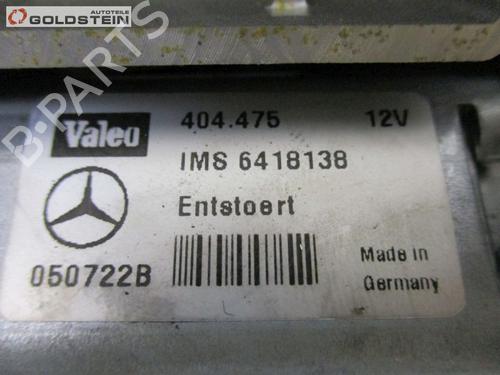 AUTOTEILE
GOLDSTEIN
B-PARTS
Valeo
404.475
12V
IMS 6418138
Entstoert
050722B
Made in
Germany